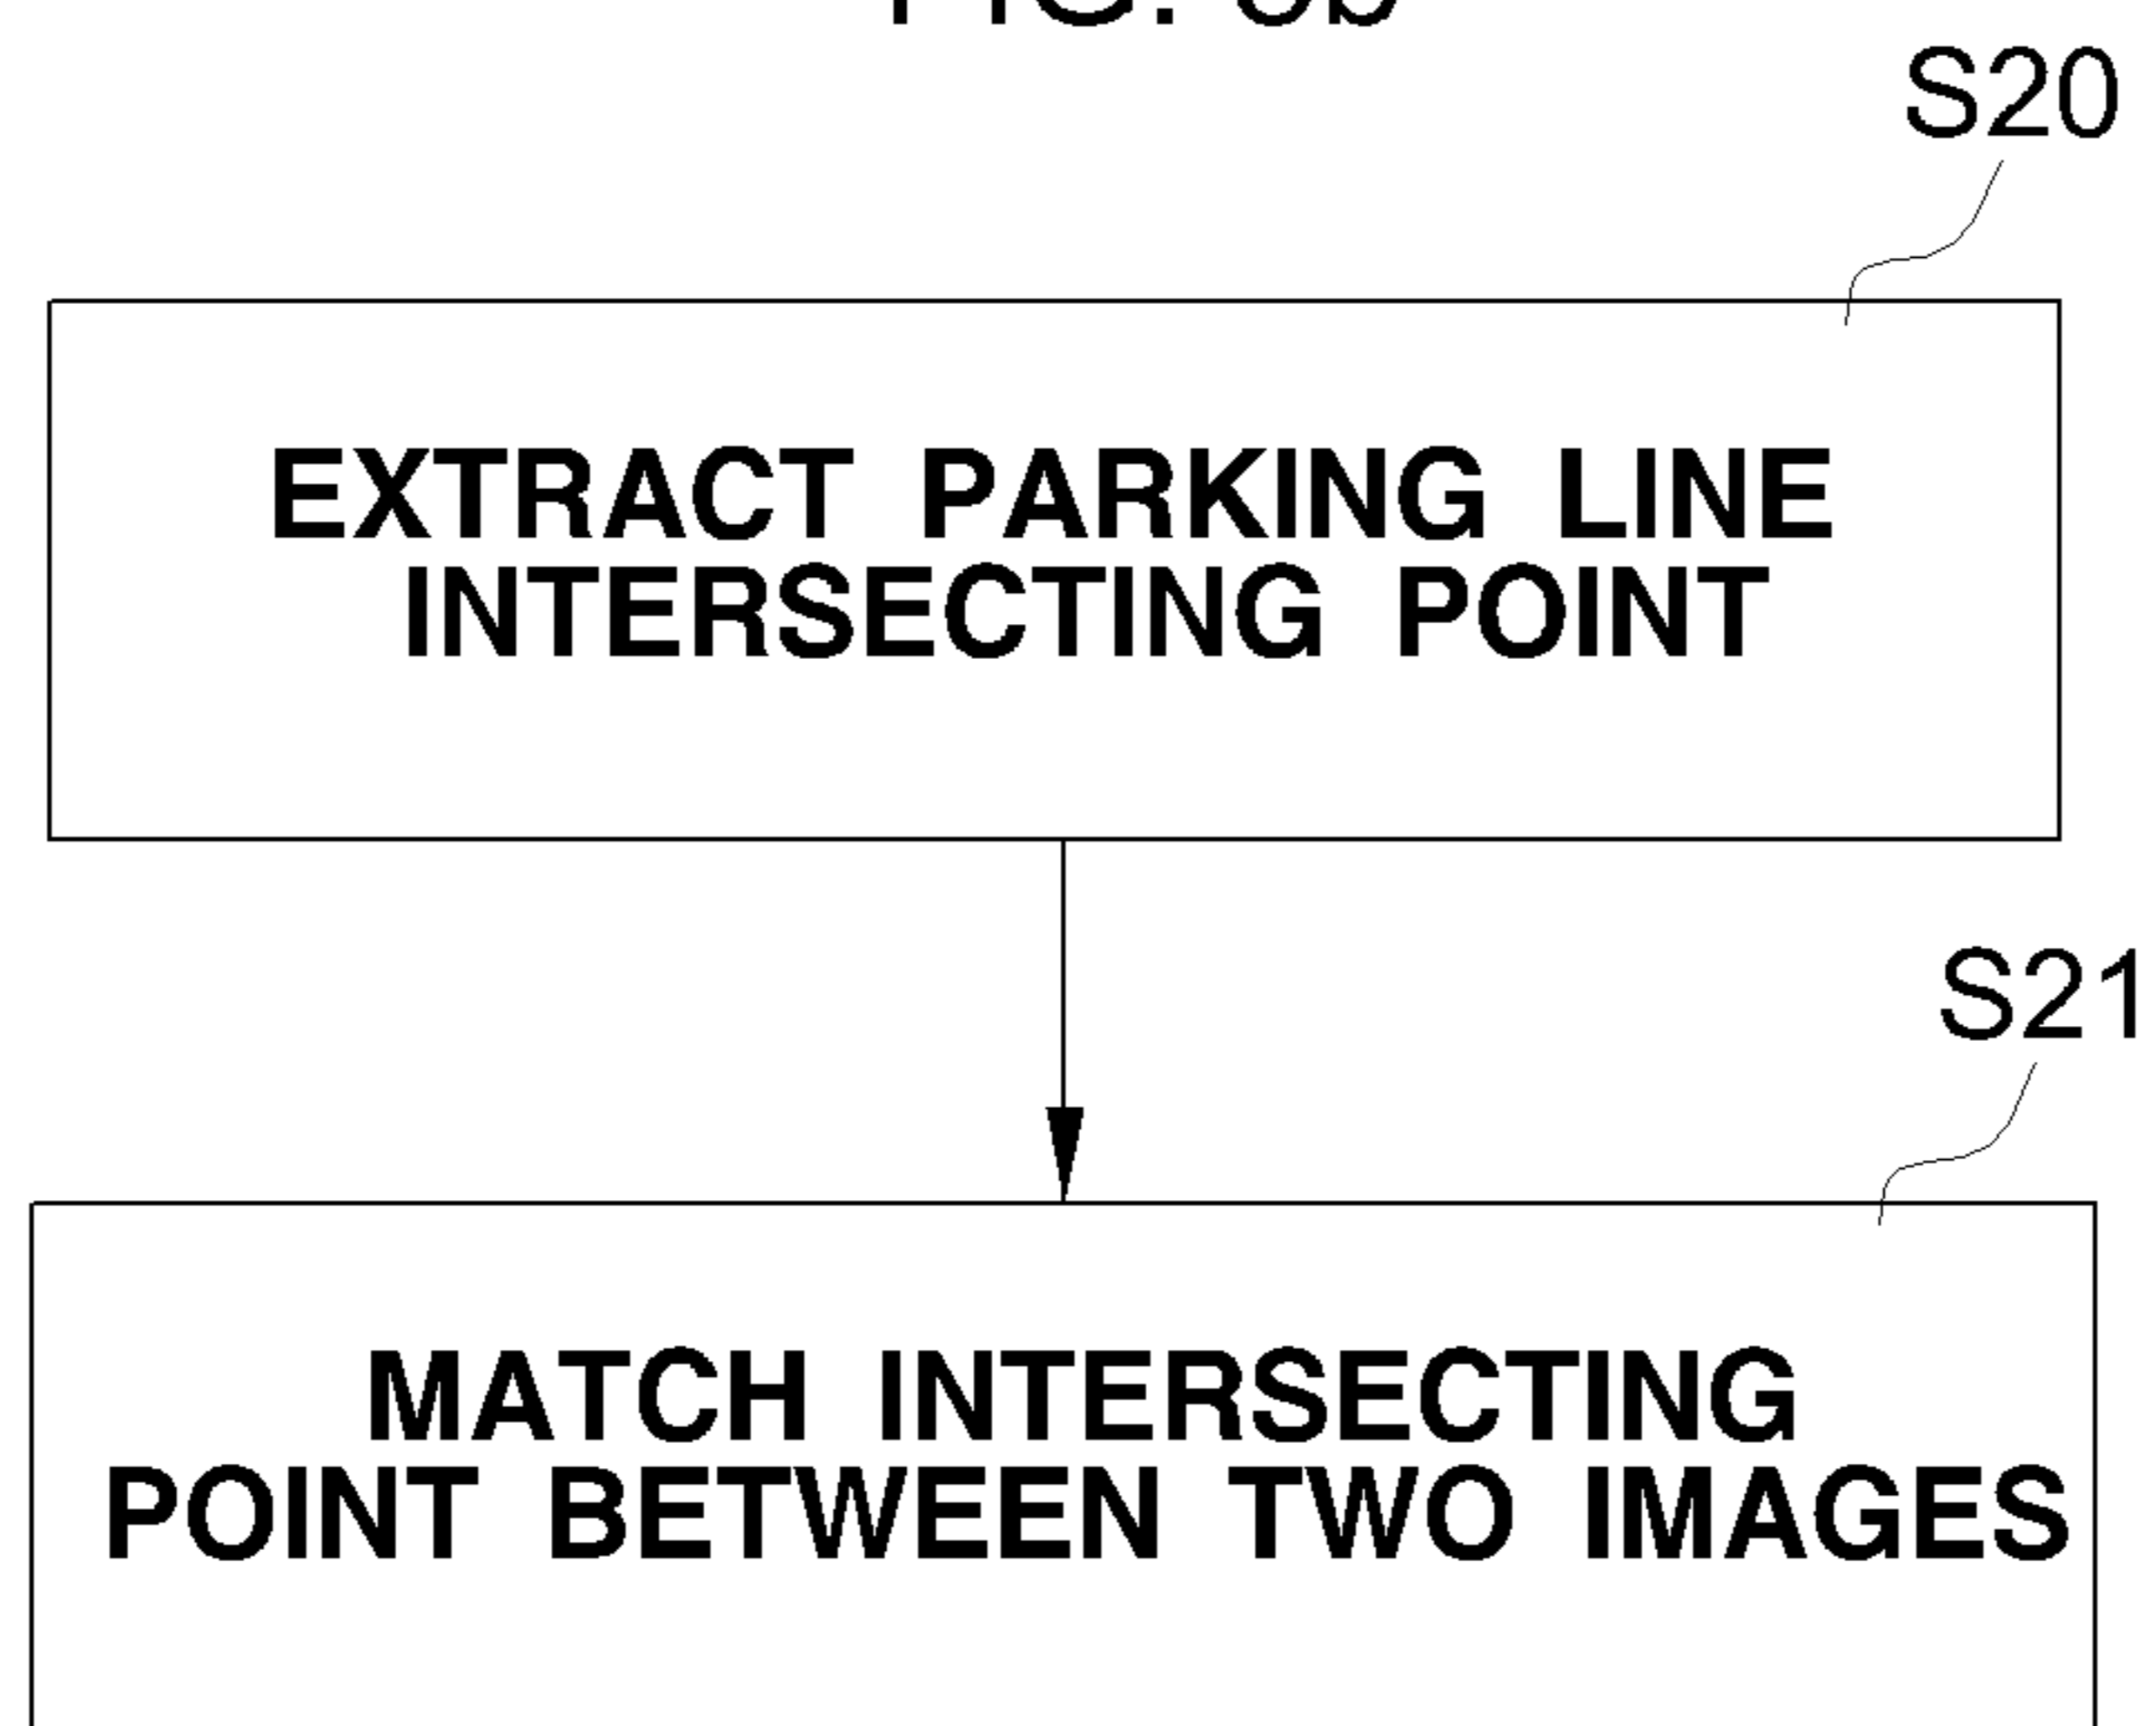 S20
EXTRACT PARKING LINE
INTERSECTING POINT
S21
MATCH INTERSECTING
POINT BETWEEN TWO IMAGES